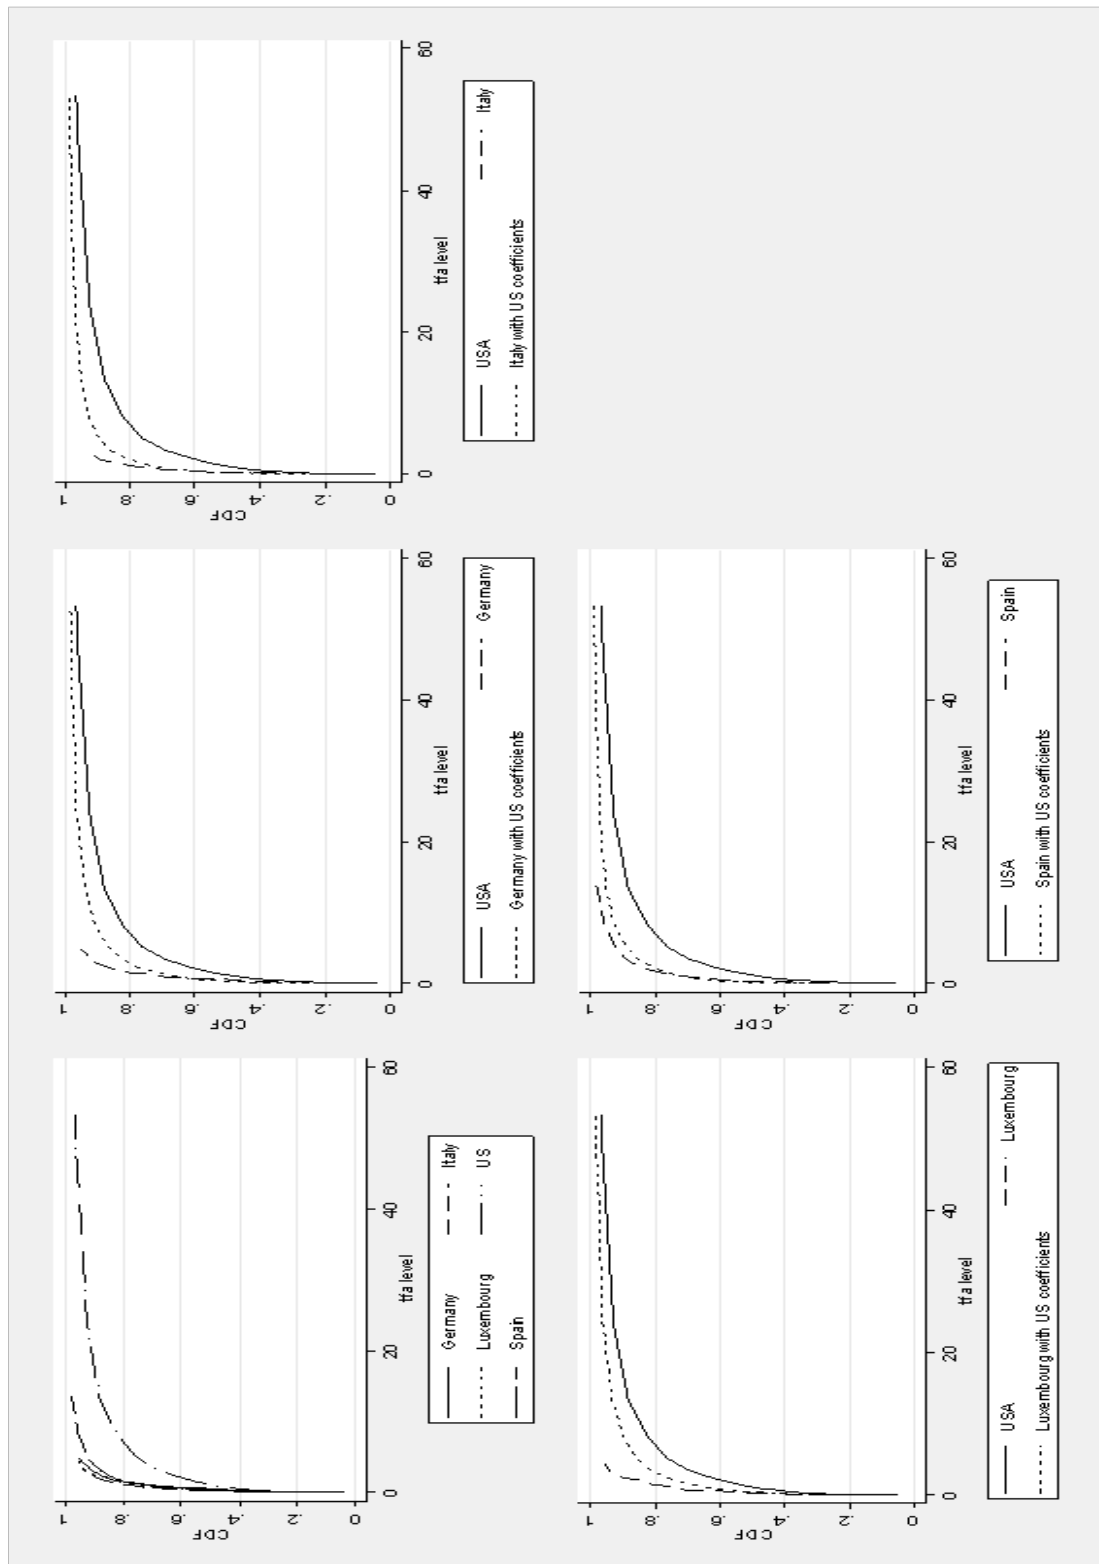 CDF
1
.8
.6
.4
.2
0
0 20 40 60
tfa level
Germany Italy
Luxembourg US
Spain
CDF
1
.8
.6
.4
.2
0
0 20 40 60
tfa level
USA Germany
Germany with US coefficients
CDF
1
.8
.6
.4
.2
0
0 20 40 60
tfa level
USA Italy
Italy with US coefficients
CDF
1
.8
.6
.4
.2
0
0 20 40 60
tfa level
USA Luxembourg
Luxembourg with US coefficients
CDF
1
.8
.6
.4
.2
0
0 20 40 60
tfa level
USA Spain
Spain with US coefficients